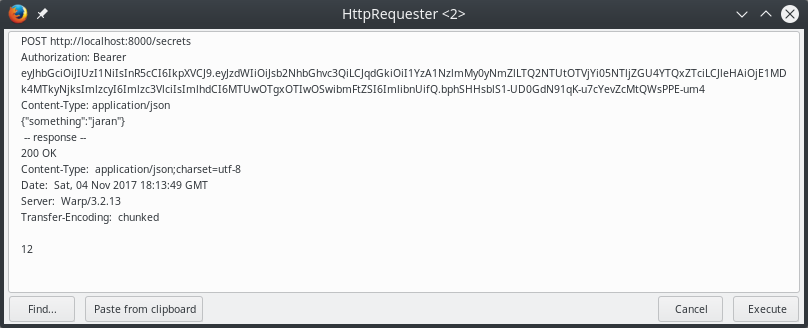 HttpRequester <2>
POST http://localhost:8000/secrets
Authorization: Bearer
eyJhbGciOiJIUzI1NiIsInR5cCI6IkpXVCJ9.eyJzdWIiOiJsb2NhbGhvc3QiLCJqdGkiOiI1YzA1NzlmMy0yNmZlLTQ2NTUtOTVjYi05NTljZGU4YTQxZTciLCJleHAiOjE1MD
k4MTkyNjksImlzcyI6Imlzc3VlciIsImlhdCI6MTUwOTgxOTIwOSwibmFtZSI6ImlibnUifQ.bphSHHsblS1-UD0GdN91qK-u7cYevZcMtQWsPPE-um4
Content-Type: application/json
{"something":"jaran"}
-- response --
200 OK
Content-Type:  application/json;charset=utf-8
Date:  Sat, 04 Nov 2017 18:13:49 GMT
Server:  Warp/3.2.13
Transfer-Encoding:  chunked
12
Find...
Paste from clipboard
Cancel
Execute